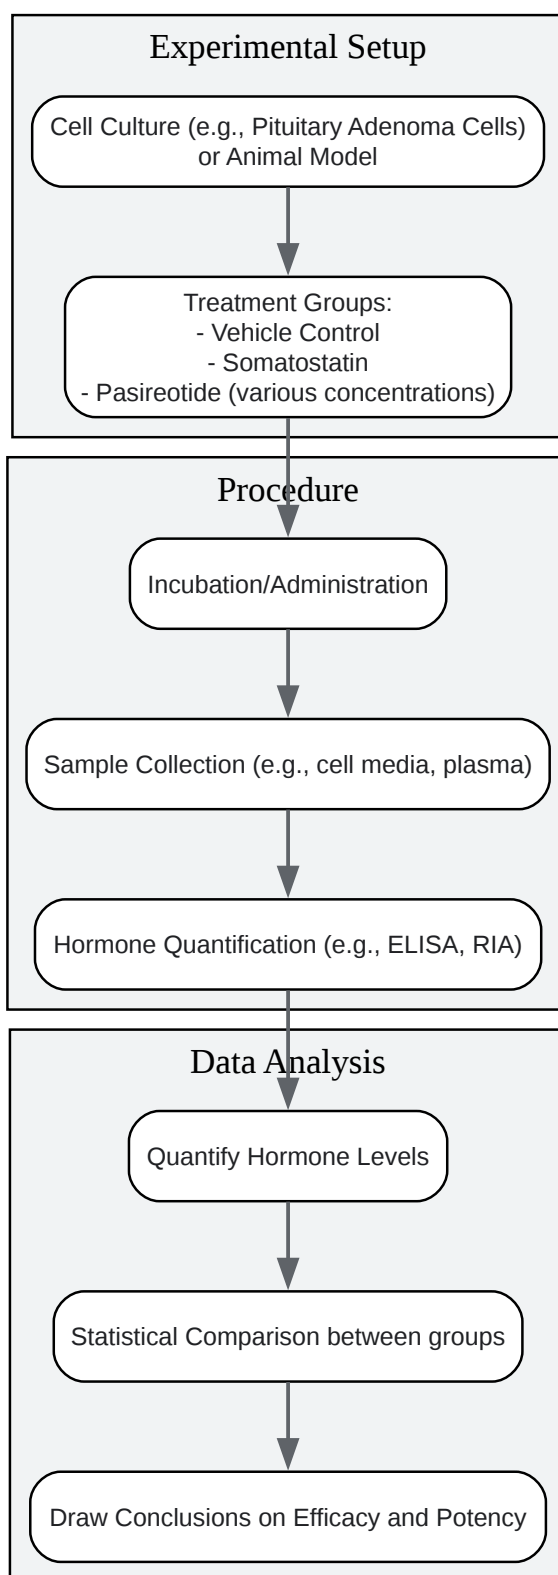 Experimental Setup
Cell Culture (e.g., Pituitary Adenoma Cells)
or Animal Model
Treatment Groups:
- Vehicle Control
- Somatostatin
- Pasireotide (various concentrations)
Procedure
Incubation/Administration
Sample Collection (e.g., cell media, plasma)
Hormone Quantification (e.g., ELISA, RIA)
Data Analysis
Quantify Hormone Levels
Statistical Comparison between groups
Draw Conclusions on Efficacy and Potency